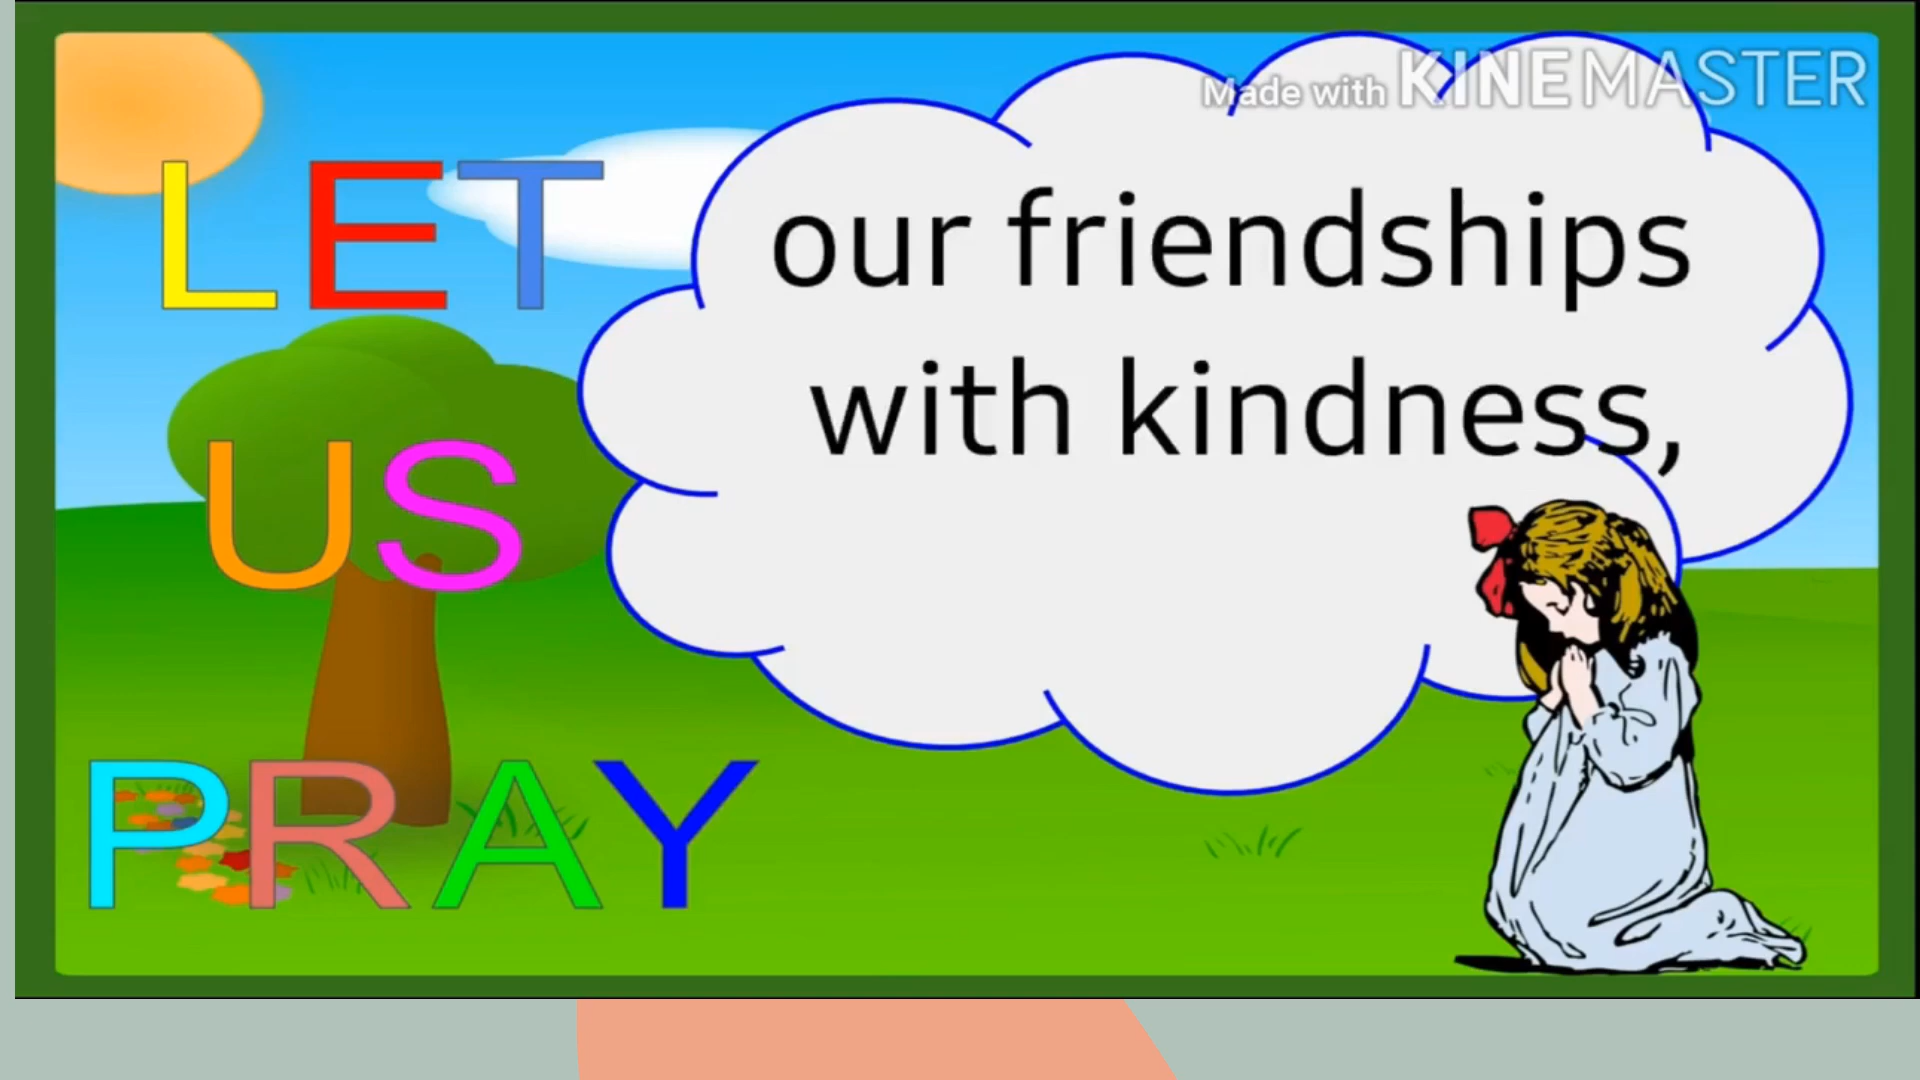 LET
US
PRAY
our friendships
with kindness,
Made with KINEMASTER